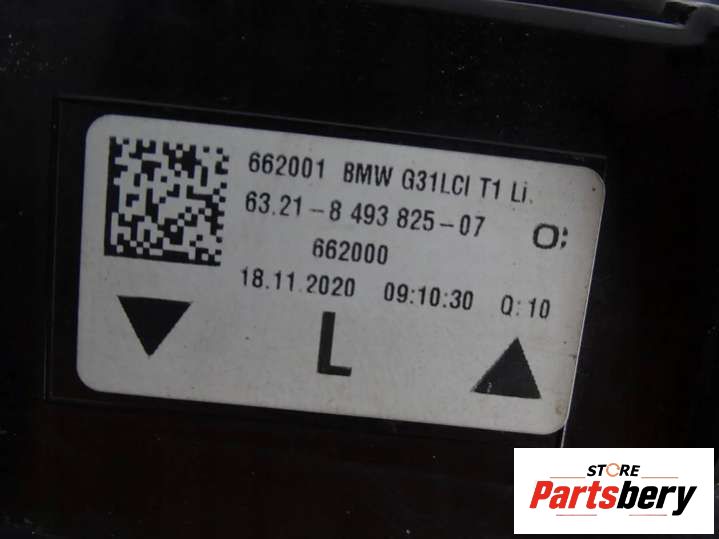 662001 BMW G31LCI T1 Li.
63.21-8 493 825-07 O:
662000
18.11.2020 09:10:30 Q:10
L
STORE
Partsbery